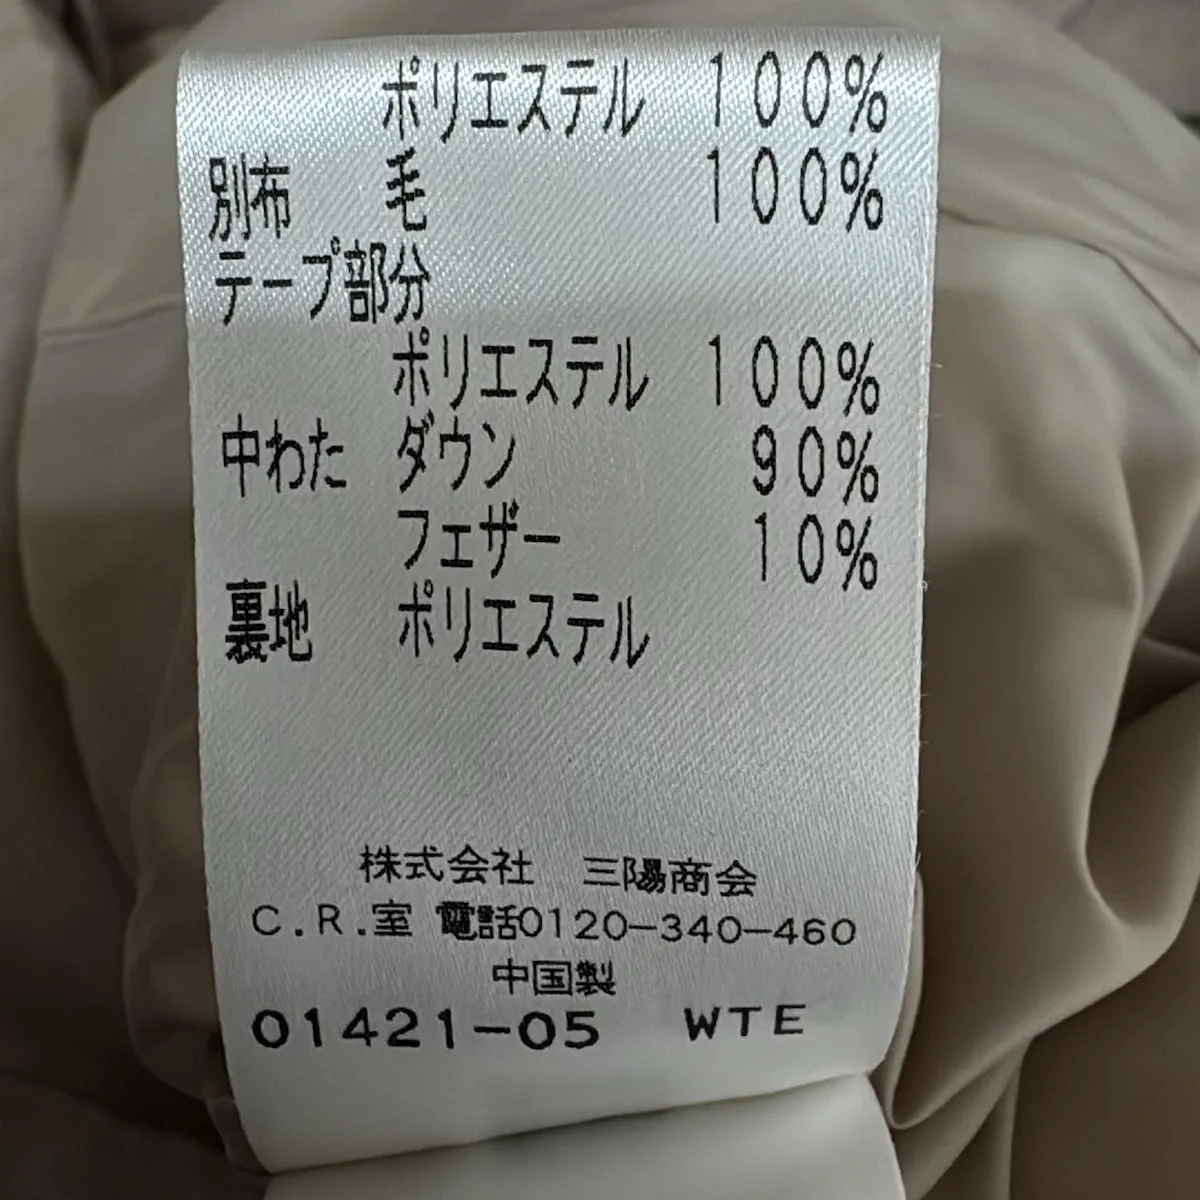 ポリエステル 100%
別布 毛 100%
テープ部分
ポリエステル 100%
中わた ダウン 90%
フェザー 10%
裏地 ポリエステル
株式会社 三陽商会
C.R.室 電話0120-340-460
中国製
01421-05 WTE